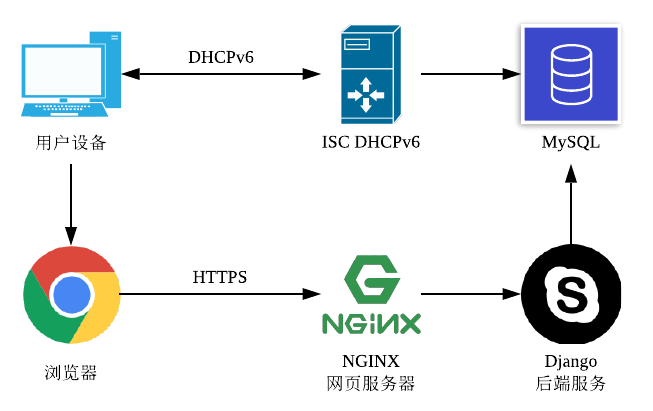 DHCPv6
用户设备
ISC DHCPv6
MySQL
HTTPS
NGINX
S
浏览器
NGINX
网页服务器
Django
后端服务